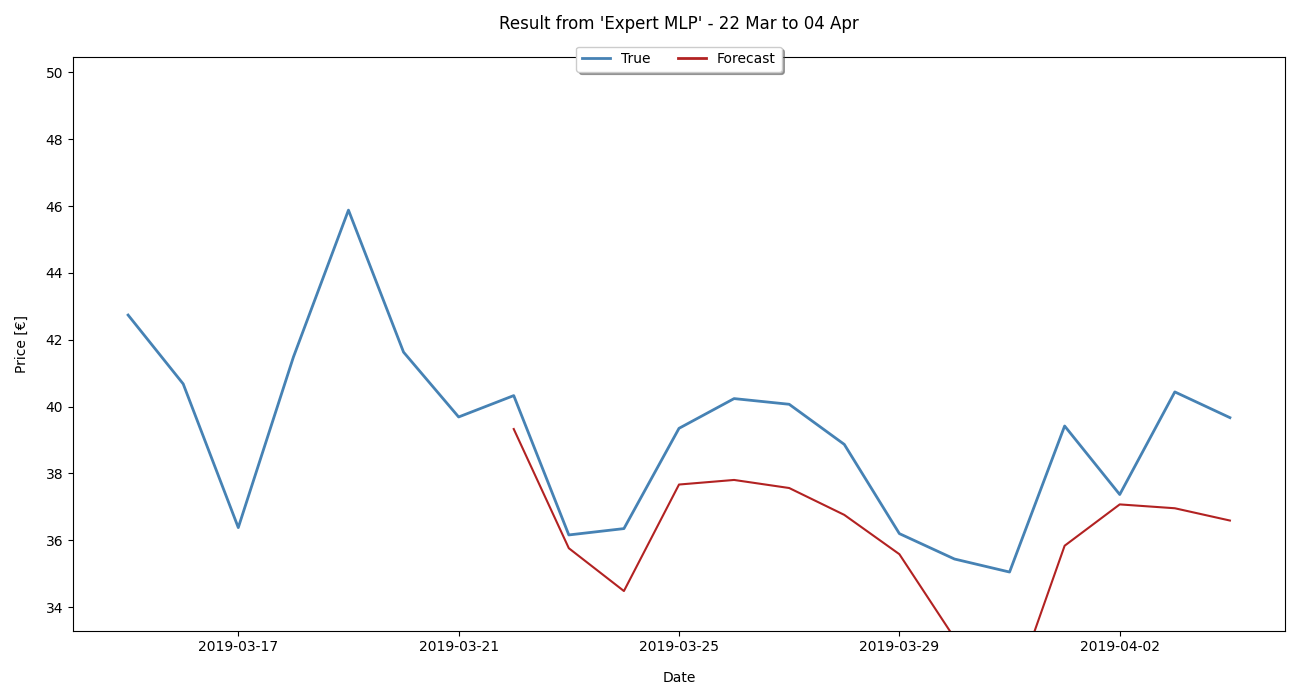 Result from 'Expert MLP' - 22 Mar to 04 Apr
True Forecast
50
48
46
44
42
40
38
36
34
Price [€]
2019-03-17 2019-03-21 2019-03-25 2019-03-29 2019-04-02
Date